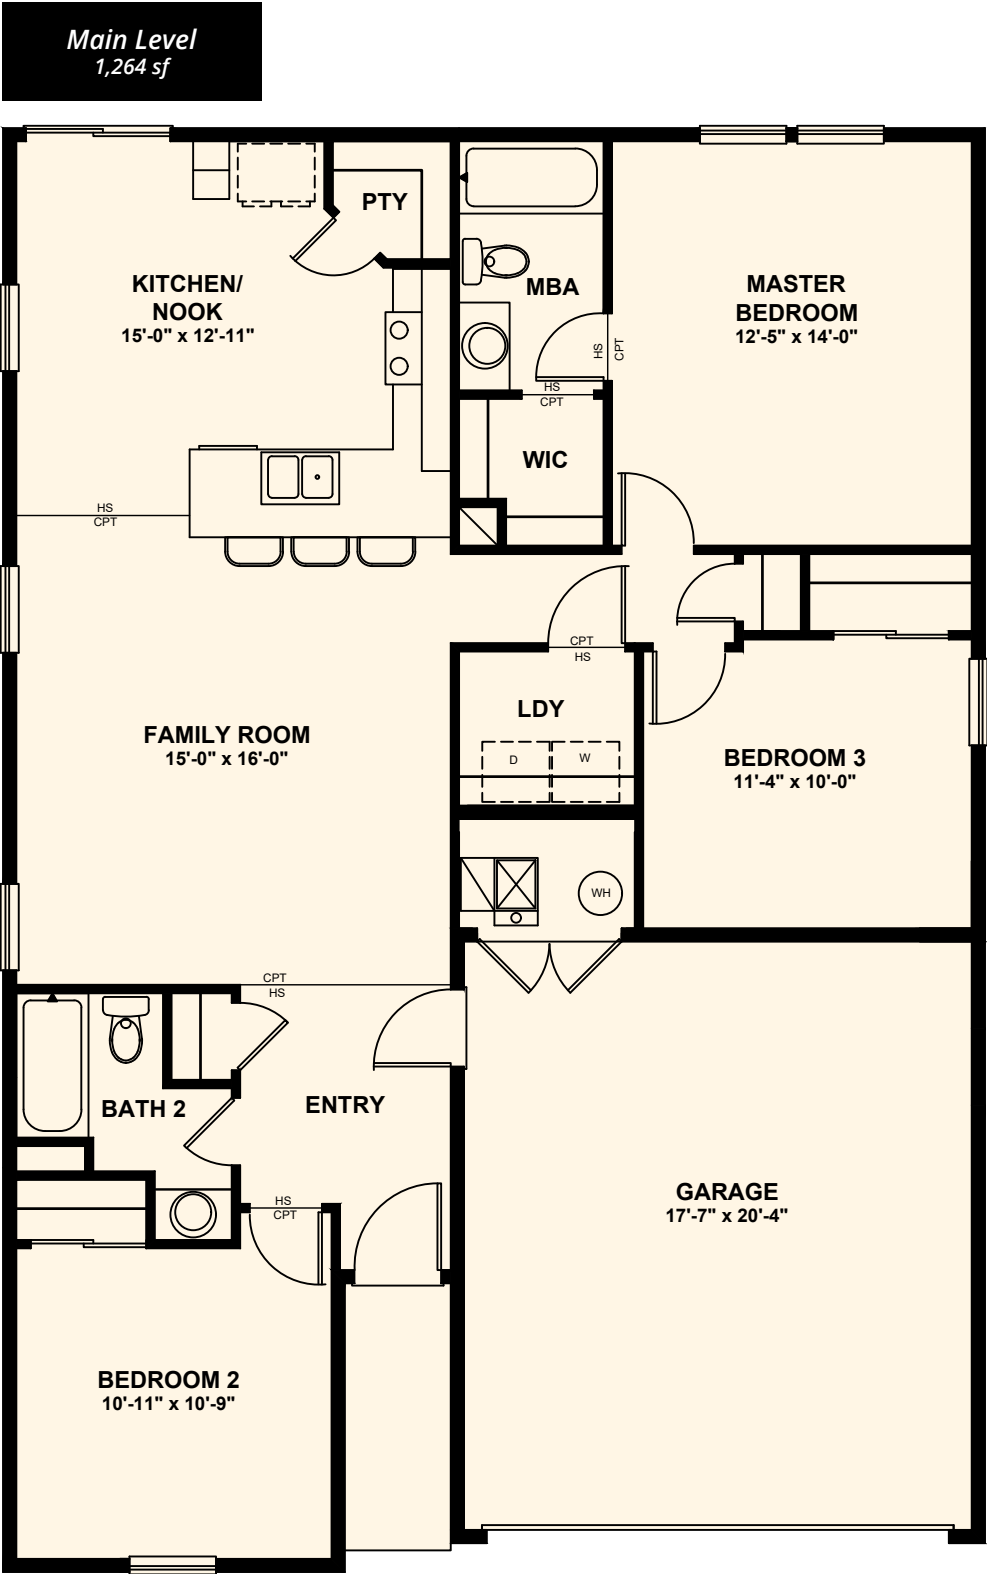 Main Level
1,264 sf
PTY
KITCHEN/
NOOK
15'-0" x 12'-11"
MBA
MASTER
BEDROOM
12'-5" x 14'-0"
HS
CPT
HS
CPT
WIC
HS
CPT
CPT
HS
LDY
FAMILY ROOM
15'-0" x 16'-0"
D
W
BEDROOM 3
11'-4" x 10'-0"
WH
CPT
HS
BATH 2
ENTRY
GARAGE
17'-7" x 20'-4"
HS
CPT
BEDROOM 2
10'-11" x 10'-9"